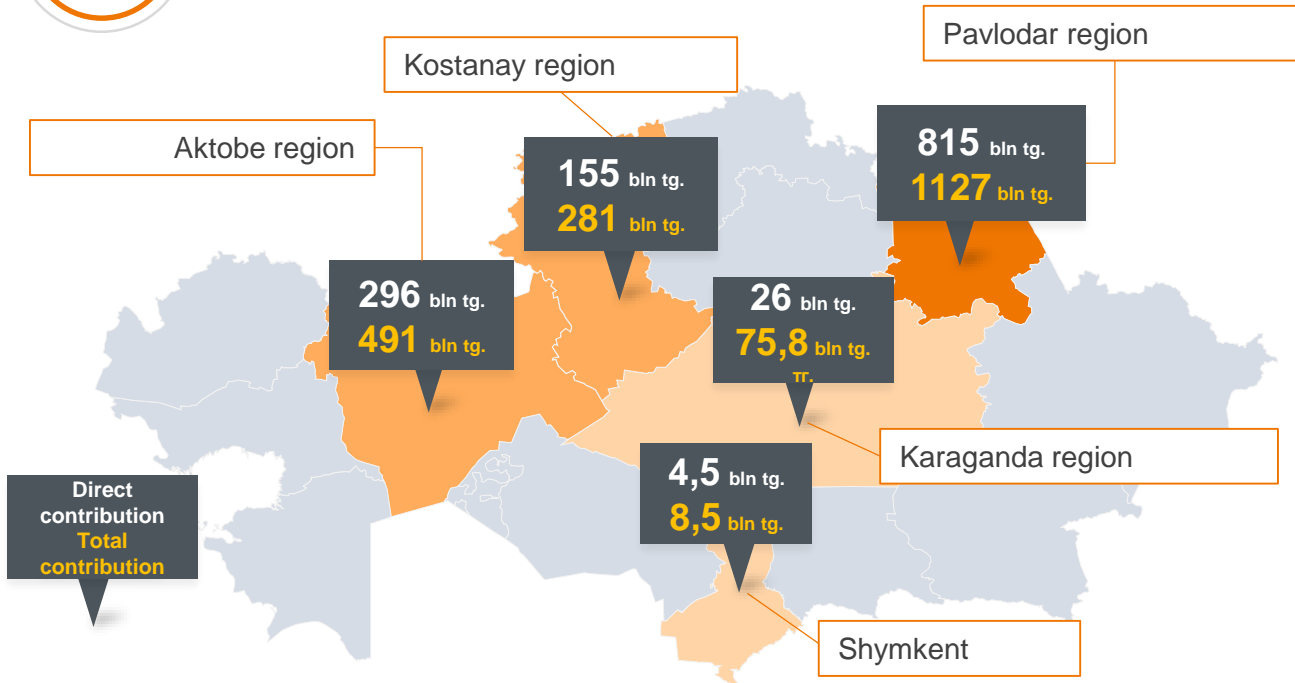 Pavlodar region
Kostanay region
Aktobe region
815 bln tg.
1127 bln tg.
155 bln tg.
281 bln tg.
296 bln tg.
491 bln tg.
26 bln tg.
75,8 bln tg.
тг.
Karaganda region
4,5 bln tg.
8,5 bln tg.
Direct
contribution
Total
contribution
Shymkent